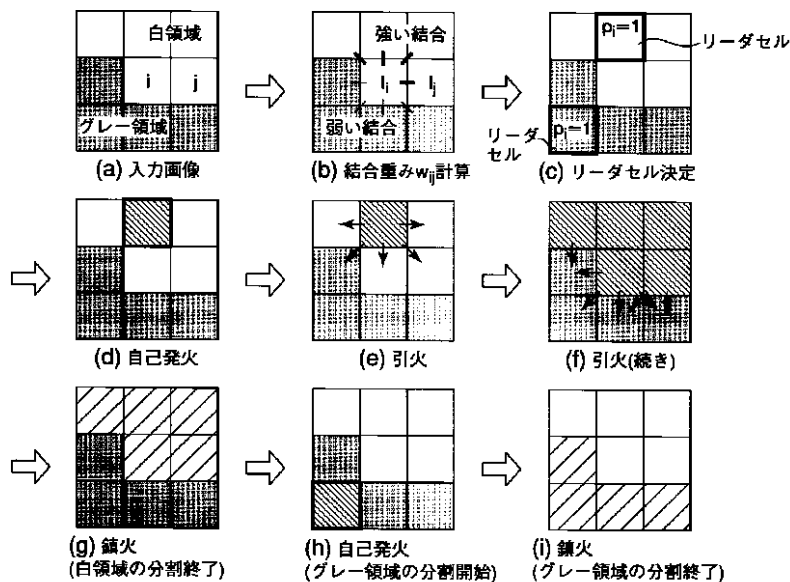 白領域
i
j
グレー領域
(a) 入力画像
強い結合
Ii
Ij
弱い結合
(b) 結合重みwij計算
pi=1
リーダセル
リーダ
セル
pi=1
(c) リーダセル決定
(d) 自己発火
(e) 引火
(f) 引火(続き)
(g) 鎮火
(白領域の分割終了)
(h) 自己発火
(グレー領域の分割開始)
(i) 鎮火
(グレー領域の分割終了)